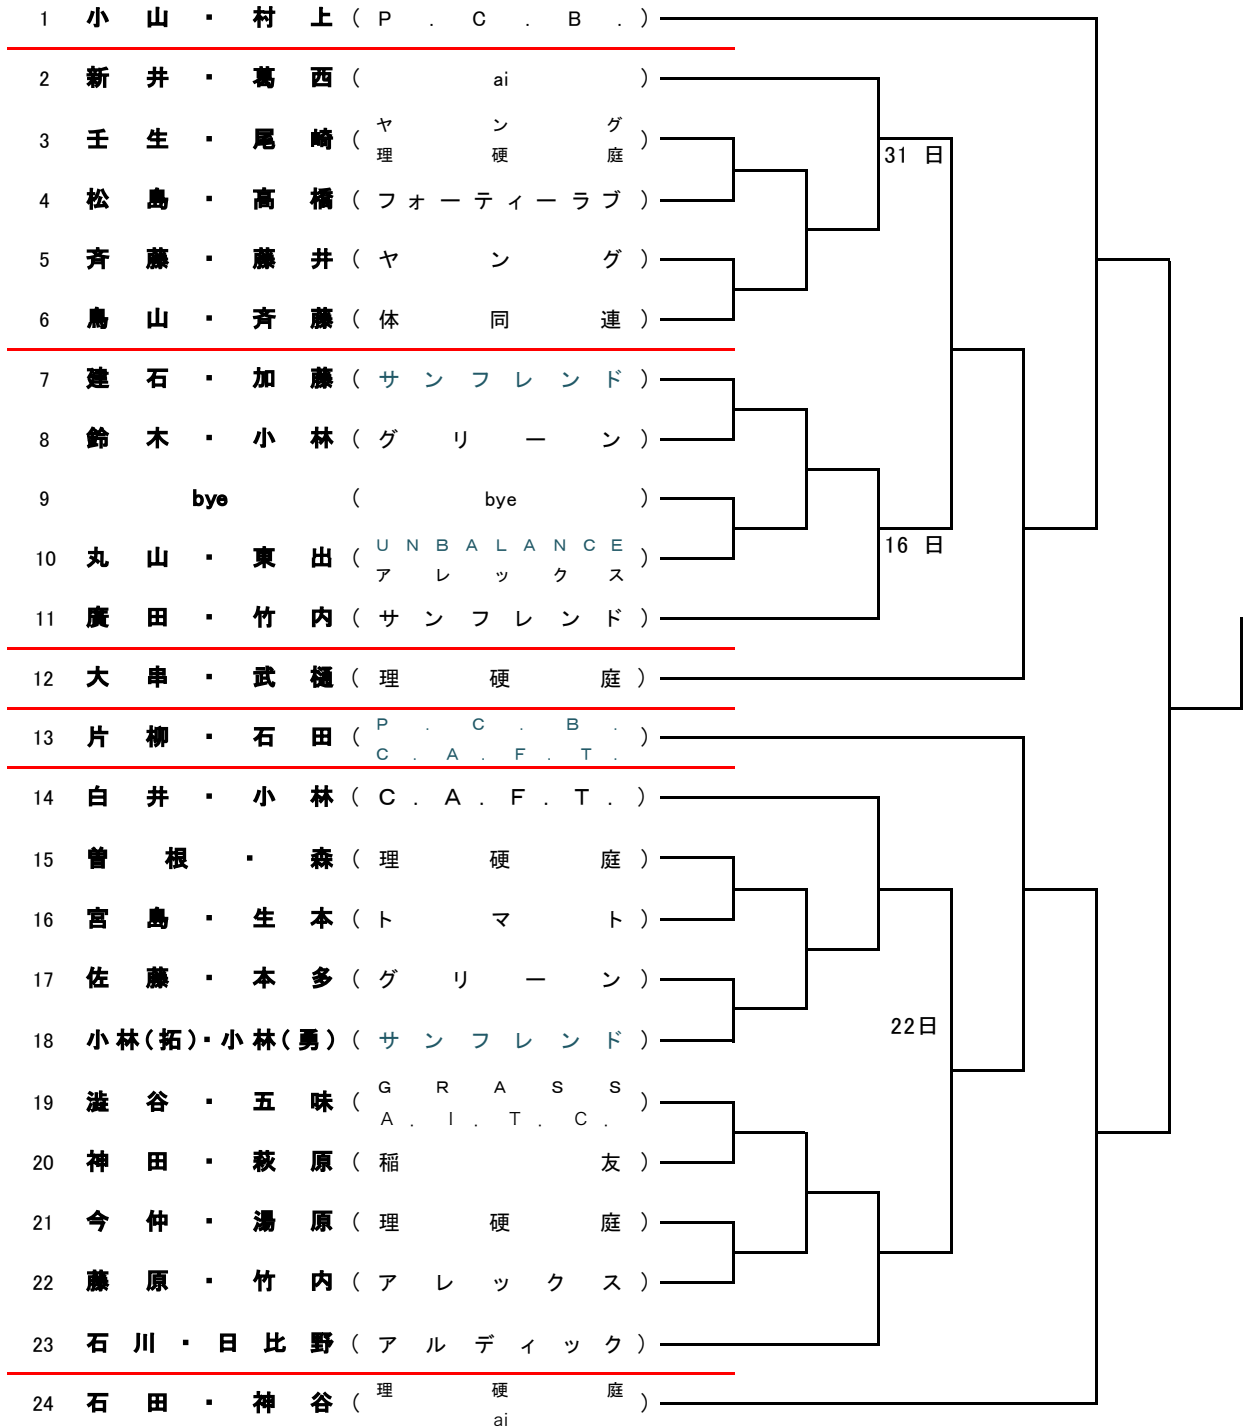 1 小山・村上 (P.C.B.)
2 新井・葛西 (ai)
3 壬生・尾崎 (ヤング 理硬庭)
31日
4 松島・高橋 (フォーティーラブ)
5 斉藤・藤井 (ヤング)
6 鳥山・斉藤 (体同連)
7 建石・加藤 (サンフレンド)
8 鈴木・小林 (グリーン)
9 bye (bye)
10 丸山・東出 (UNBALANCE アレックス)
16日
11 廣田・竹内 (サンフレンド)
12 大串・武樋 (理硬庭)
13 片柳・石田 (P.C.B. C.A.F.T.)
14 白井・小林 (C.A.F.T.)
15 曽根・森 (理硬庭)
16 宮島・生本 (トマト)
17 佐藤・本多 (グリーン)
18 小林(拓)・小林(勇) (サンフレンド)
22日
19 澁谷・五味 (GRASS A.I.T.C.)
20 神田・萩原 (稲友)
21 今仲・湯原 (理硬庭)
22 藤原・竹内 (アレックス)
23 石川・日比野 (アルディック)
24 石田・神谷 (理硬庭 ai)